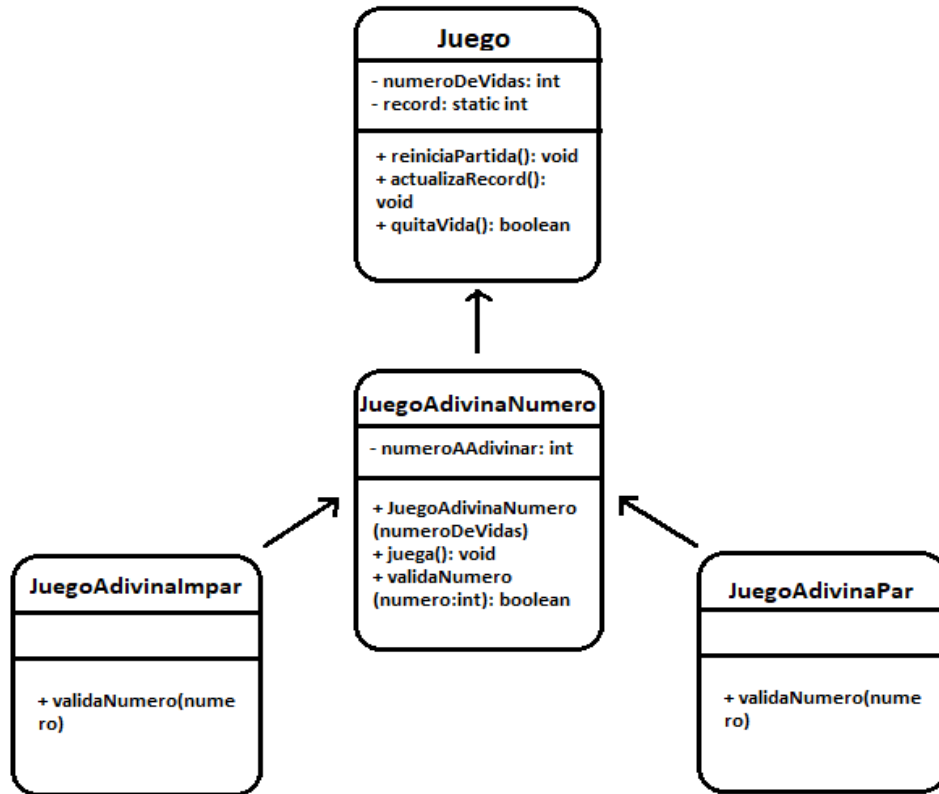 Juego
- numeroDeVidas: int
- record: static int
+ reiniciaPartida(): void
+ actualizaRecord():
void
+ quitaVida(): boolean
JuegoAdivinaNumero
- numeroAAdivinar: int
+ JuegoAdivinaNumero
(numeroDeVidas)
+ juega(): void
+ validaNumero
(numero:int): boolean
JuegoAdivinaImpar
+ validaNumero(nume
ro)
JuegoAdivinaPar
+ validaNumero(nume
ro)